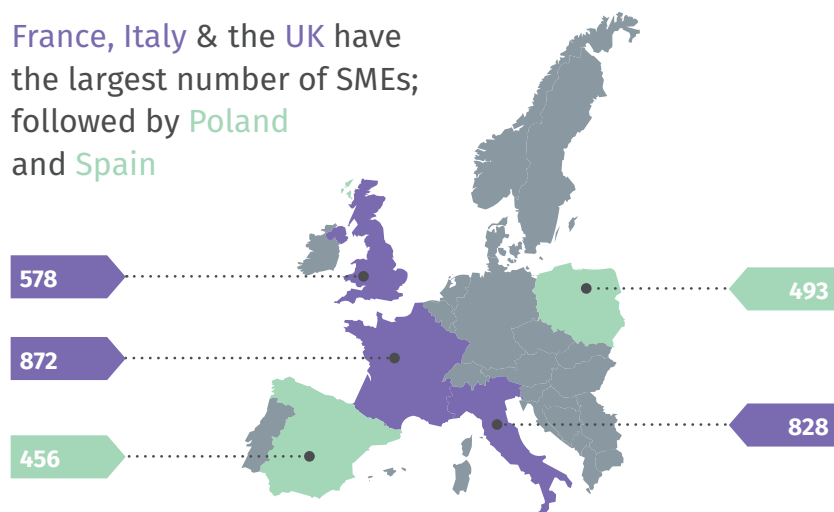 France, Italy & the UK have
the largest number of SMEs;
followed by Poland
and Spain
578
493
872
828
456